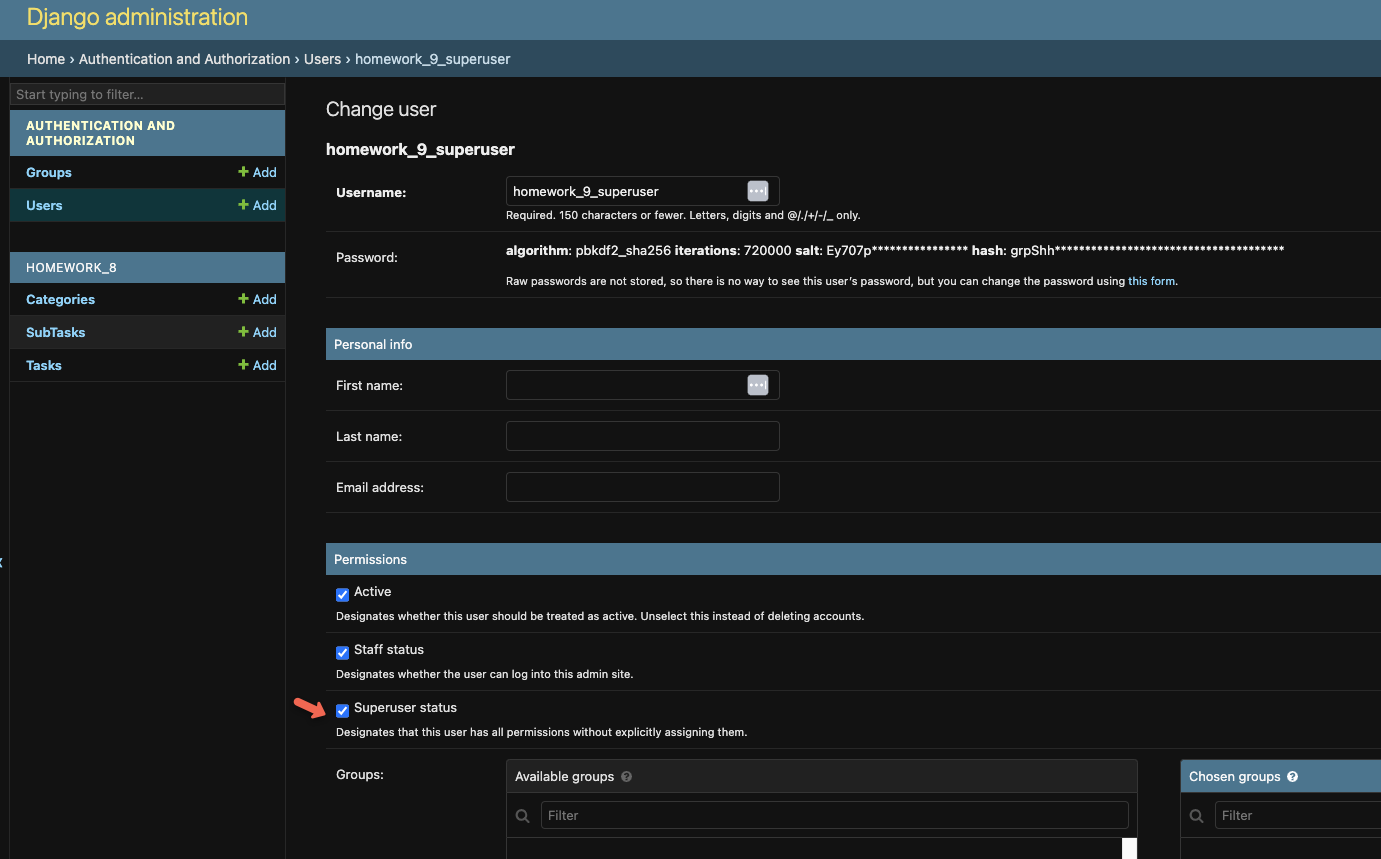 Django administration
Home › Authentication and Authorization › Users › homework_9_superuser
Start typing to filter...
AUTHENTICATION AND
AUTHORIZATION
Groups + Add
Users + Add
HOMEWORK_8
Categories + Add
SubTasks + Add
Tasks + Add
Change user
homework_9_superuser
Username: homework_9_superuser
Required. 150 characters or fewer. Letters, digits and @/./+/-/_ only.
Password: algorithm: pbkdf2_sha256 iterations: 720000 salt: Ey707p**************** hash: grpShh**************************************
Raw passwords are not stored, so there is no way to see this user's password, but you can change the password using this form.
Personal info
First name:
Last name:
Email address:
Permissions
Active
Designates whether this user should be treated as active. Unselect this instead of deleting accounts.
Staff status
Designates whether the user can log into this admin site.
Superuser status
Designates that this user has all permissions without explicitly assigning them.
Groups: Available groups ? Chosen groups ?
Filter Filter